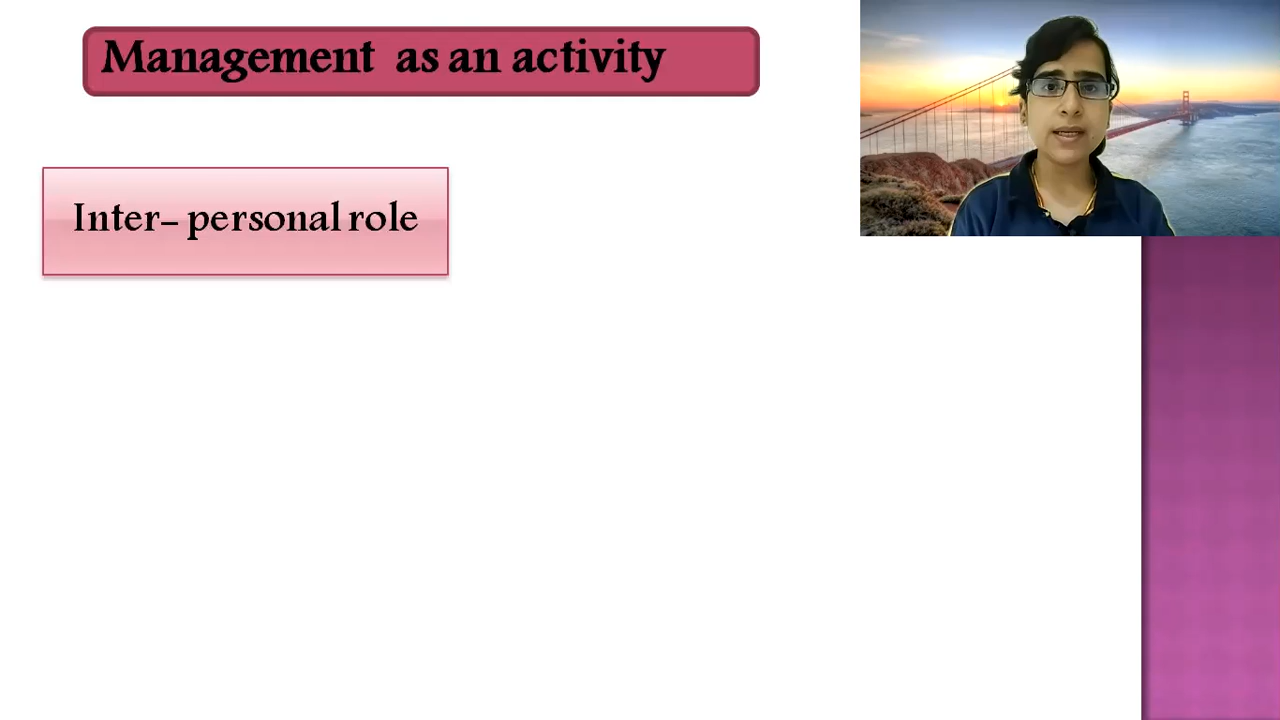 Management as an activity
Inter- personal role